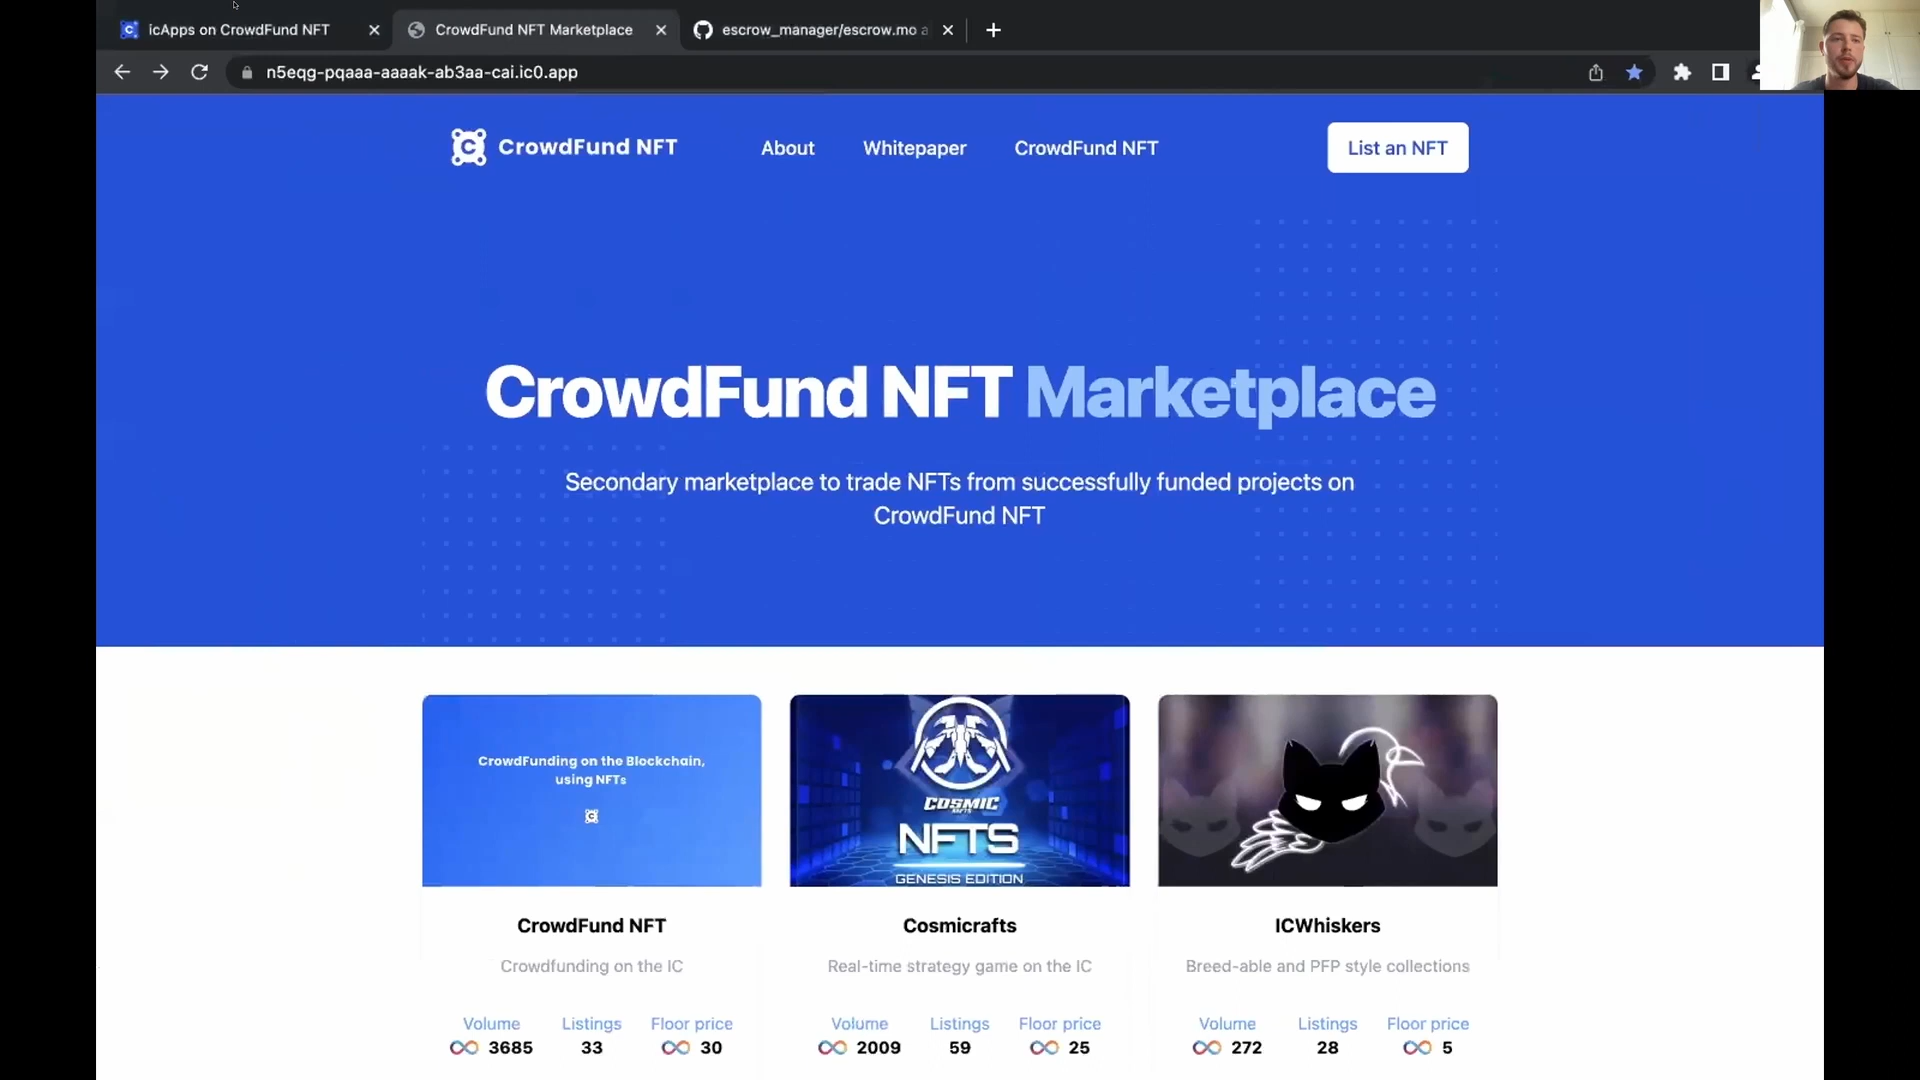 icApps on CrowdFund NFT
CrowdFund NFT Marketplace
escrow_manager/escrow.mo a
n5eqg-pqaaa-aaaak-ab3aa-cai.ic0.app
CrowdFund NFT
About
Whitepaper
CrowdFund NFT
List an NFT
CrowdFund NFT Marketplace
Secondary marketplace to trade NFTs from successfully funded projects on
CrowdFund NFT
CrowdFunding on the Blockchain,
using NFTs
COSMIC
NFTS
GENESIS EDITION
CrowdFund NFT
Cosmicrafts
ICWhiskers
Crowdfunding on the IC
Real-time strategy game on the IC
Breed-able and PFP style collections
Volume Listings Floor price
3685 33 30
Volume Listings Floor price
2009 59 25
Volume Listings Floor price
272 28 5